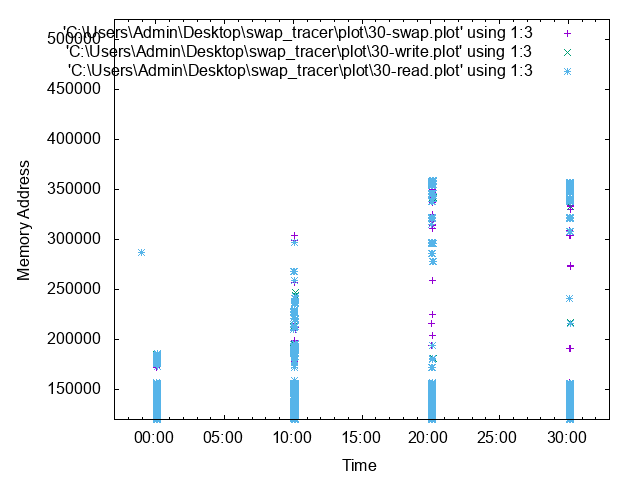 'C:\Users\Admin\Desktop\swap_tracer\plot\30-swap.plot' using 1:3
'C:\Users\Admin\Desktop\swap_tracer\plot\30-write.plot' using 1:3
'C:\Users\Admin\Desktop\swap_tracer\plot\30-read.plot' using 1:3
500000
450000
400000
350000
300000
250000
200000
150000
Memory Address
00:00 05:00 10:00 15:00 20:00 25:00 30:00
Time